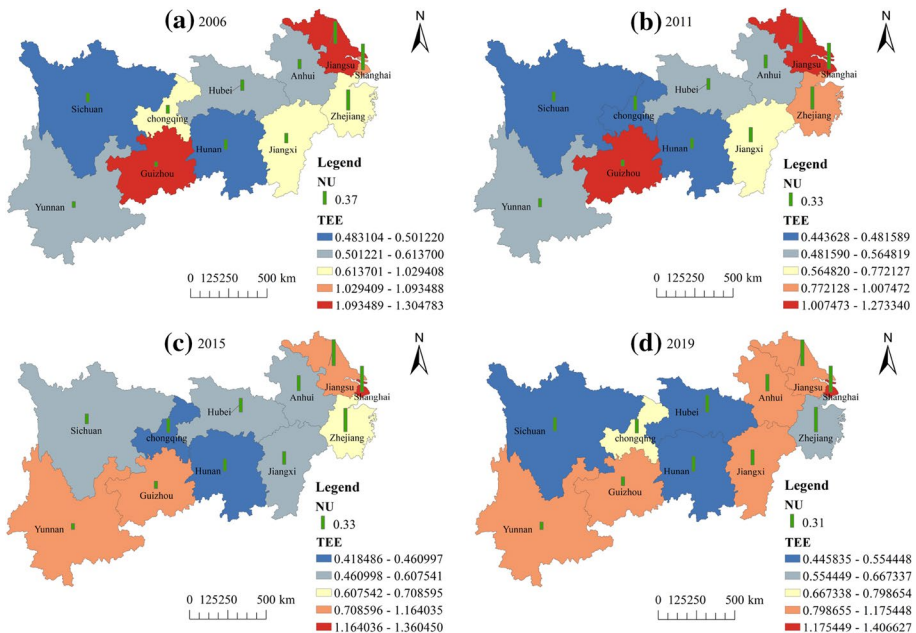 (a) 2006
N
Jiangsu
Shanghai
Anhui
Hubei
Sichuan
chongqing
Zhejiang
Hunan
Jiangxi
Guizhou
Yunnan
Legend
NU
0.37
TEE
0.483104 - 0.501220
0.501221 - 0.613700
0.613701 - 1.029408
1.029409 - 1.093488
1.093489 - 1.304783
0 125250 500 km
(b) 2011
N
Jiangsu
Shanghai
Anhui
Hubei
Sichuan
chongqing
Zhejiang
Hunan
Jiangxi
Guizhou
Yunnan
Legend
NU
0.33
TEE
0.443628 - 0.481589
0.481590 - 0.564819
0.564820 - 0.772127
0.772128 - 1.007472
1.007473 - 1.273340
0 125250 500 km
(c) 2015
N
Jiangsu
Shanghai
Anhui
Hubei
Sichuan
chongqing
Zhejiang
Hunan
Jiangxi
Guizhou
Yunnan
Legend
NU
0.33
TEE
0.418486 - 0.460997
0.460998 - 0.607541
0.607542 - 0.708595
0.708596 - 1.164035
1.164036 - 1.360450
0 125250 500 km
(d) 2019
N
Jiangsu
Shanghai
Anhui
Hubei
Sichuan
chongqing
Zhejiang
Hunan
Jiangxi
Guizhou
Yunnan
Legend
NU
0.31
TEE
0.445835 - 0.554448
0.554449 - 0.667337
0.667338 - 0.798654
0.798655 - 1.175448
1.175449 - 1.406627
0 125250 500 km